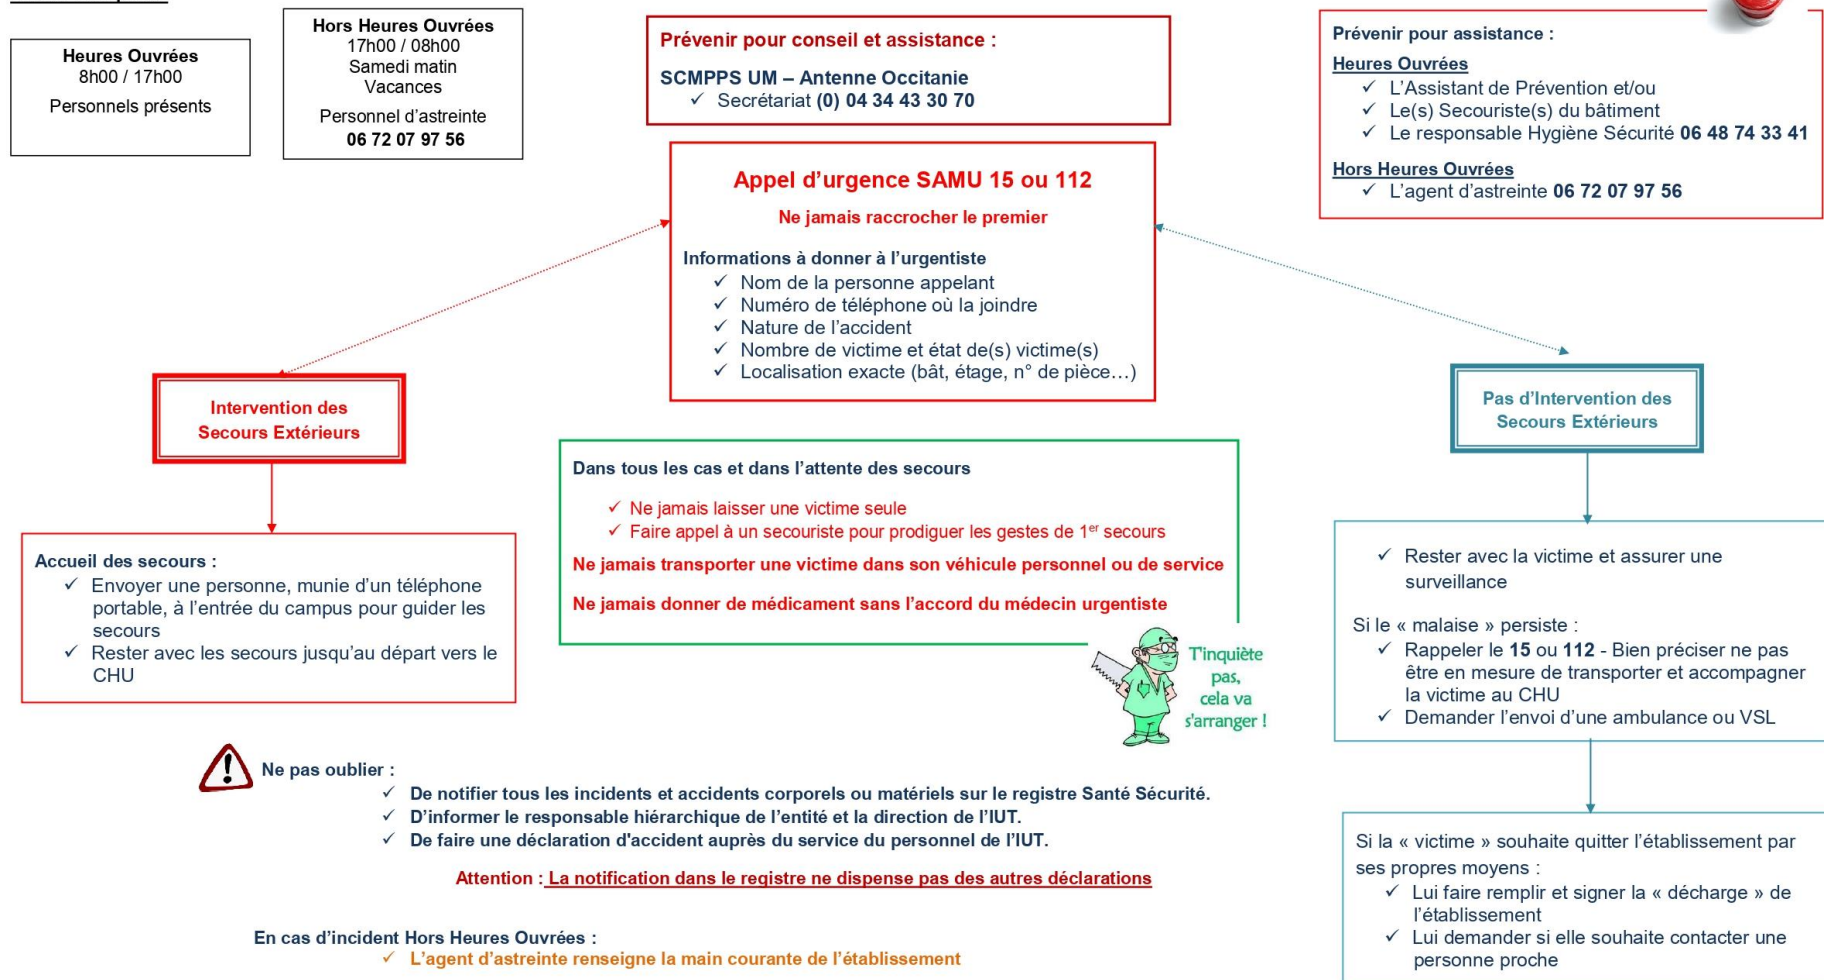 Heures Ouvrées
8h00 / 17h00
Personnels présents
Hors Heures Ouvrées
17h00 / 08h00
Samedi matin
Vacances
Personnel d’astreinte
06 72 07 97 56
Prévenir pour conseil et assistance :
SCMPPS UM – Antenne Occitanie
✓ Secrétariat (0) 04 34 43 30 70
Prévenir pour assistance :
Heures Ouvrées
✓ L’Assistant de Prévention et/ou
✓ Le(s) Secouriste(s) du bâtiment
✓ Le responsable Hygiène Sécurité 06 48 74 33 41
Hors Heures Ouvrées
✓ L’agent d’astreinte 06 72 07 97 56
Appel d’urgence SAMU 15 ou 112
Ne jamais raccrocher le premier
Informations à donner à l’urgentiste
✓ Nom de la personne appelant
✓ Numéro de téléphone où la joindre
✓ Nature de l’accident
✓ Nombre de victime et état de(s) victime(s)
✓ Localisation exacte (bât, étage, n° de pièce…)
Intervention des
Secours Extérieurs
Accueil des secours :
✓ Envoyer une personne, munie d’un téléphone
portable, à l’entrée du campus pour guider les
secours
✓ Rester avec les secours jusqu’au départ vers le
CHU
Dans tous les cas et dans l’attente des secours
✓ Ne jamais laisser une victime seule
✓ Faire appel à un secouriste pour prodiguer les gestes de 1er secours
Ne jamais transporter une victime dans son véhicule personnel ou de service
Ne jamais donner de médicament sans l’accord du médecin urgentiste
T'inquiète
pas,
cela va
s'arranger !
Pas d’Intervention des
Secours Extérieurs
✓ Rester avec la victime et assurer une
surveillance
Si le « malaise » persiste :
✓ Rappeler le 15 ou 112 - Bien préciser ne pas
être en mesure de transporter et accompagner
la victime au CHU
✓ Demander l’envoi d’une ambulance ou VSL
Si la « victime » souhaite quitter l’établissement par
ses propres moyens :
✓ Lui faire remplir et signer la « décharge » de
l’établissement
✓ Lui demander si elle souhaite contacter une
personne proche
Ne pas oublier :
✓ De notifier tous les incidents et accidents corporels ou matériels sur le registre Santé Sécurité.
✓ D’informer le responsable hiérarchique de l’entité et la direction de l’IUT.
✓ De faire une déclaration d'accident auprès du service du personnel de l’IUT.
Attention : La notification dans le registre ne dispense pas des autres déclarations
En cas d’incident Hors Heures Ouvrées :
✓ L’agent d’astreinte renseigne la main courante de l’établissement